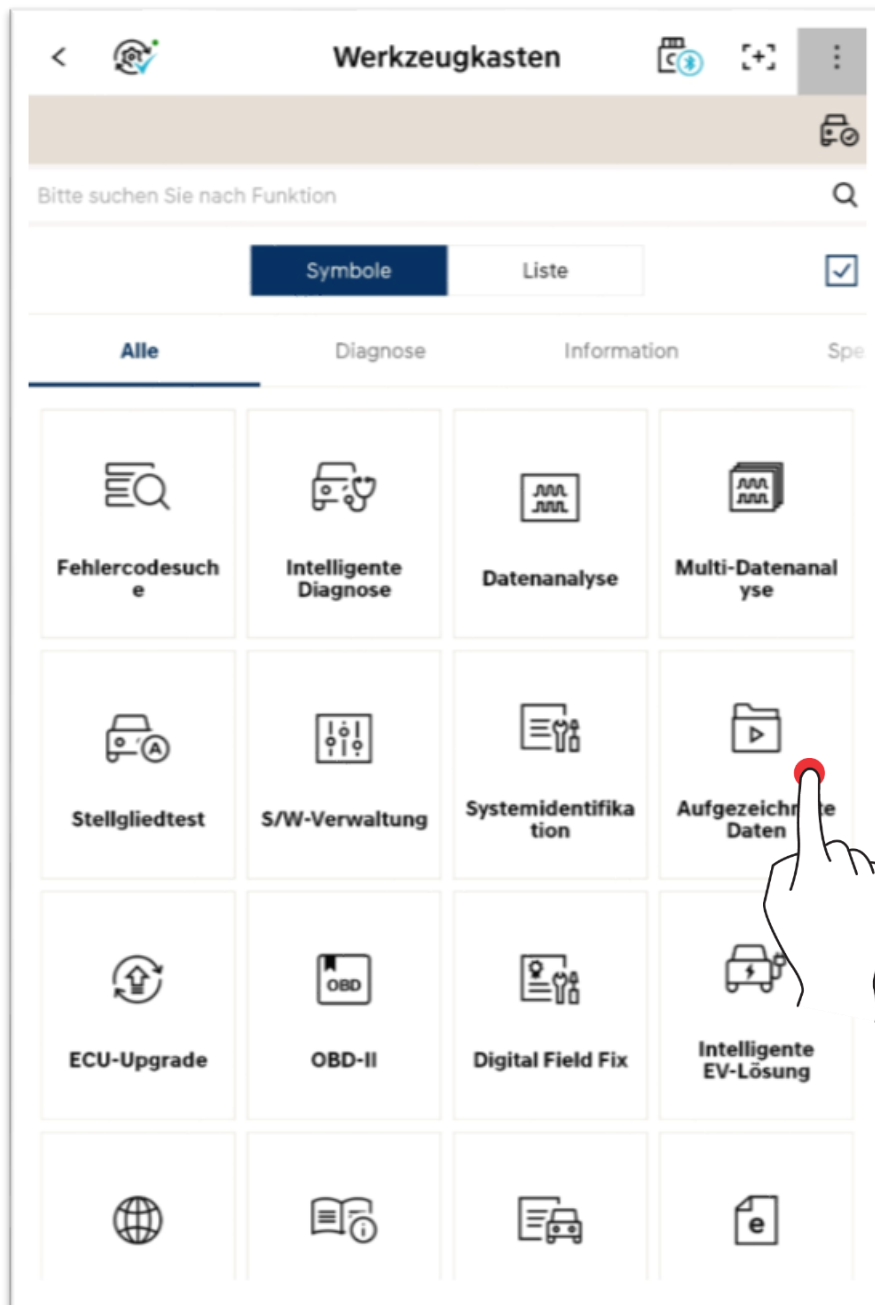 Werkzeugkasten
Bitte suchen Sie nach Funktion
Symbole
Liste
Alle
Diagnose
Information
Spe
Fehlercodesuch
e
Intelligente
Diagnose
Datenanalyse
Multi-Datenanal
yse
Stellgliedtest
S/W-Verwaltung
Systemidentifika
tion
Daten
ECU-Upgrade
OBD
OBD-II
Digital Field Fix
Intelligente
EV-Lösung
e